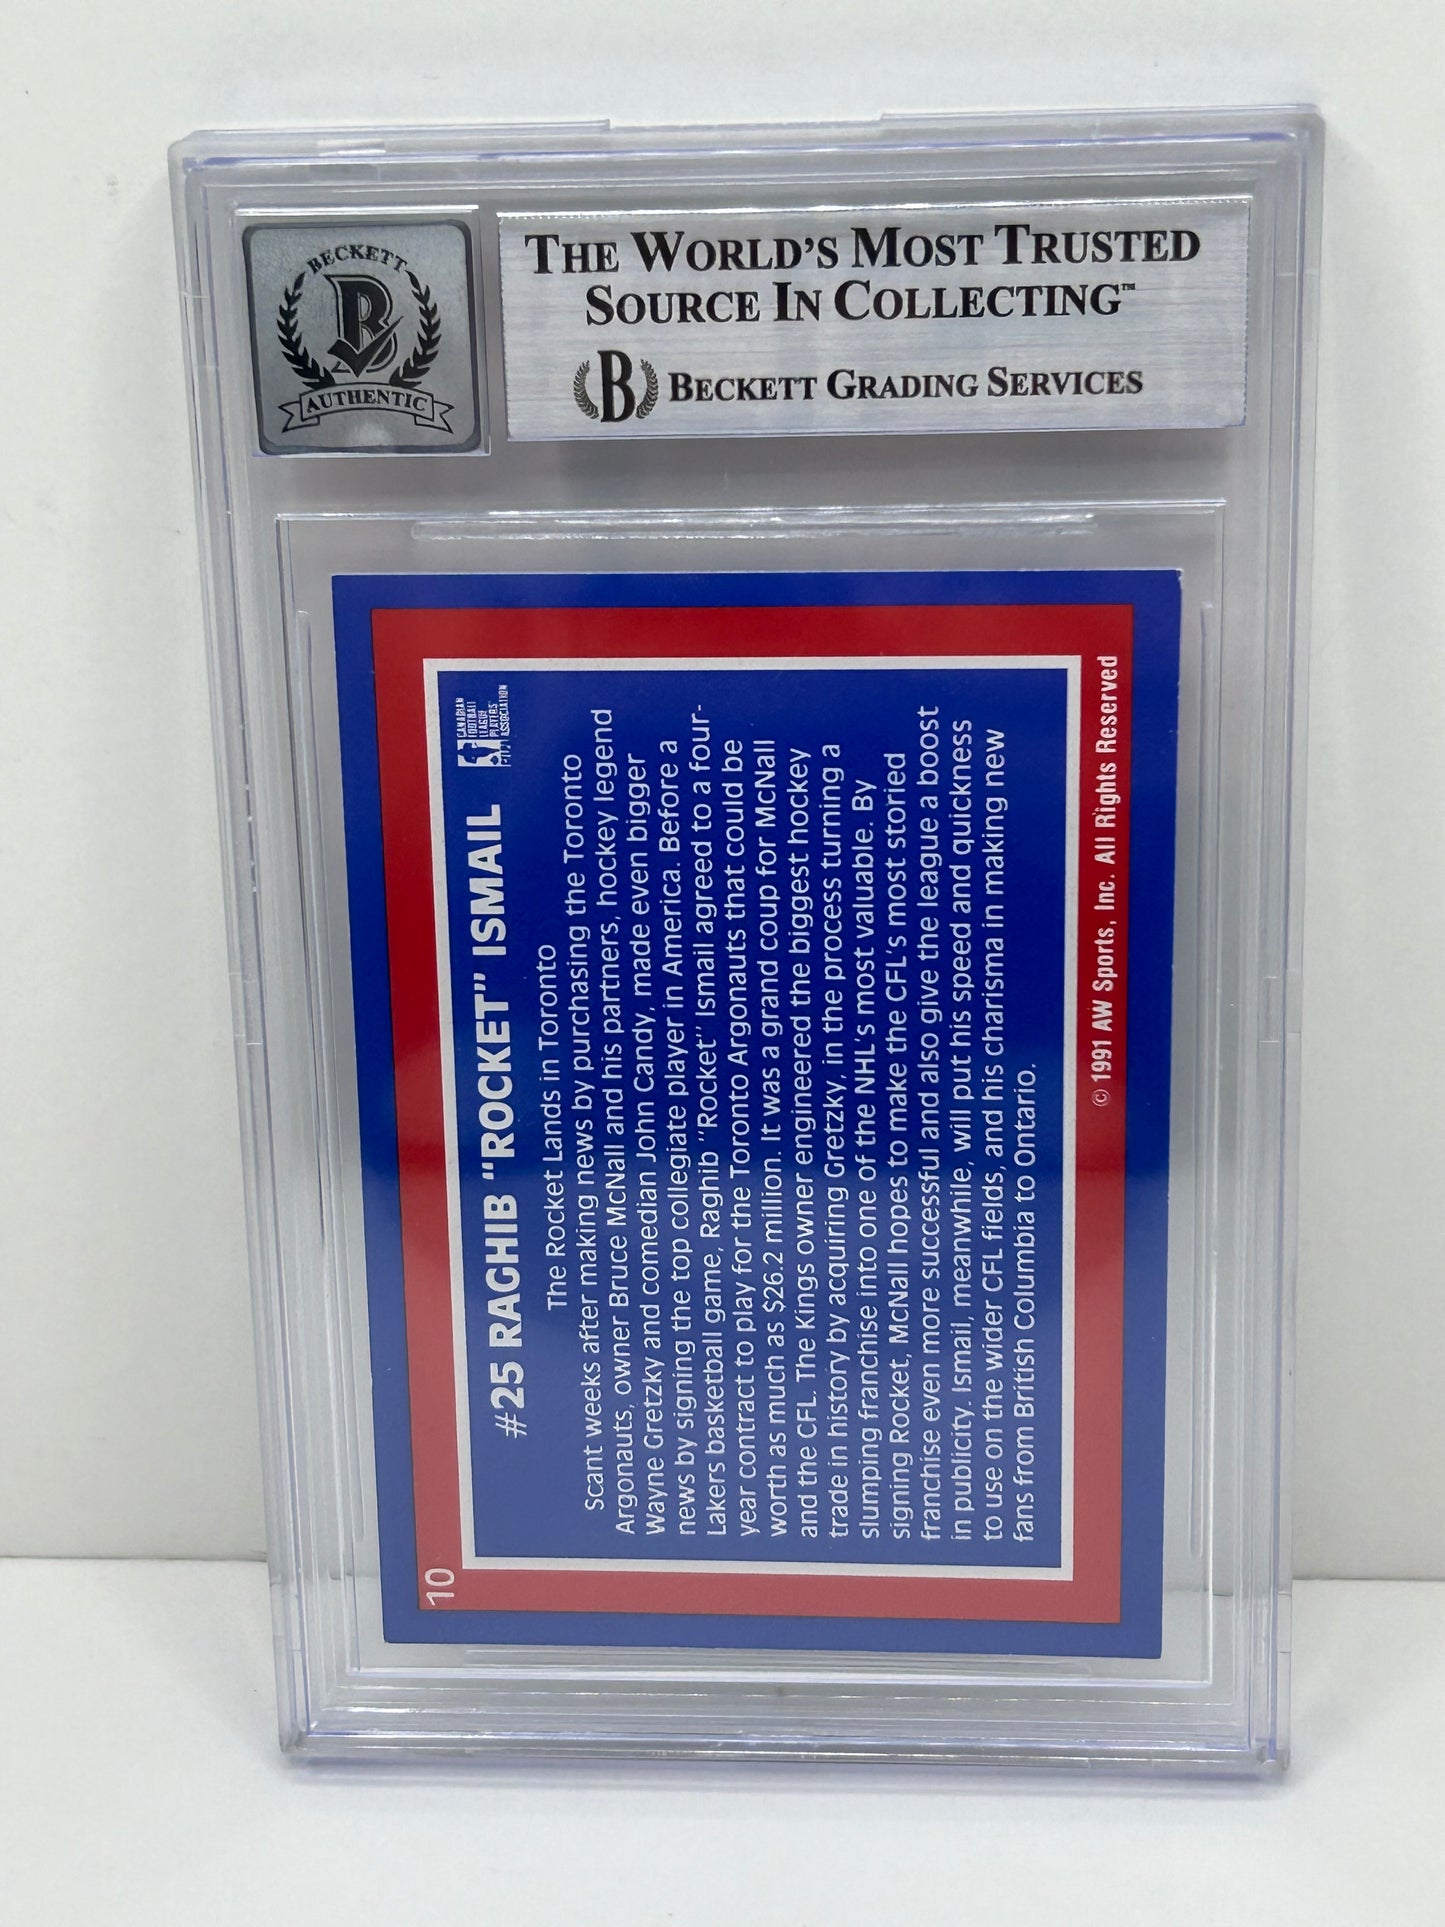 BECKETT
B
AUTHENTIC
THE WORLD'S MOST TRUSTED
SOURCE IN COLLECTING™
B BECKETT GRADING SERVICES
10
#25 RAGHIB "ROCKET" ISMAIL
CANADIAN
FOOTBALL
LEAGUE
PLAYERS'
ASSOCIATION
The Rocket Lands in Toronto
Scant weeks after making news by purchasing the Toronto
Argonauts, owner Bruce McNall and his partners, hockey legend
Wayne Gretzky and comedian John Candy, made even bigger
news by signing the top collegiate player in America. Before a
Lakers basketball game, Raghib "Rocket" Ismail agreed to a four-
year contract to play for the Toronto Argonauts that could be
worth as much as $26.2 million. It was a grand coup for McNall
and the CFL. The Kings owner engineered the biggest hockey
trade in history by acquiring Gretzky, in the process turning a
slumping franchise into one of the NHL's most valuable. By
signing Rocket, McNall hopes to make the CFL's most storied
franchise even more successful and also give the league a boost
in publicity. Ismail, meanwhile, will put his speed and quickness
to use on the wider CFL fields, and his charisma in making new
fans from British Columbia to Ontario.
© 1991 AW Sports, Inc. All Rights Reserved